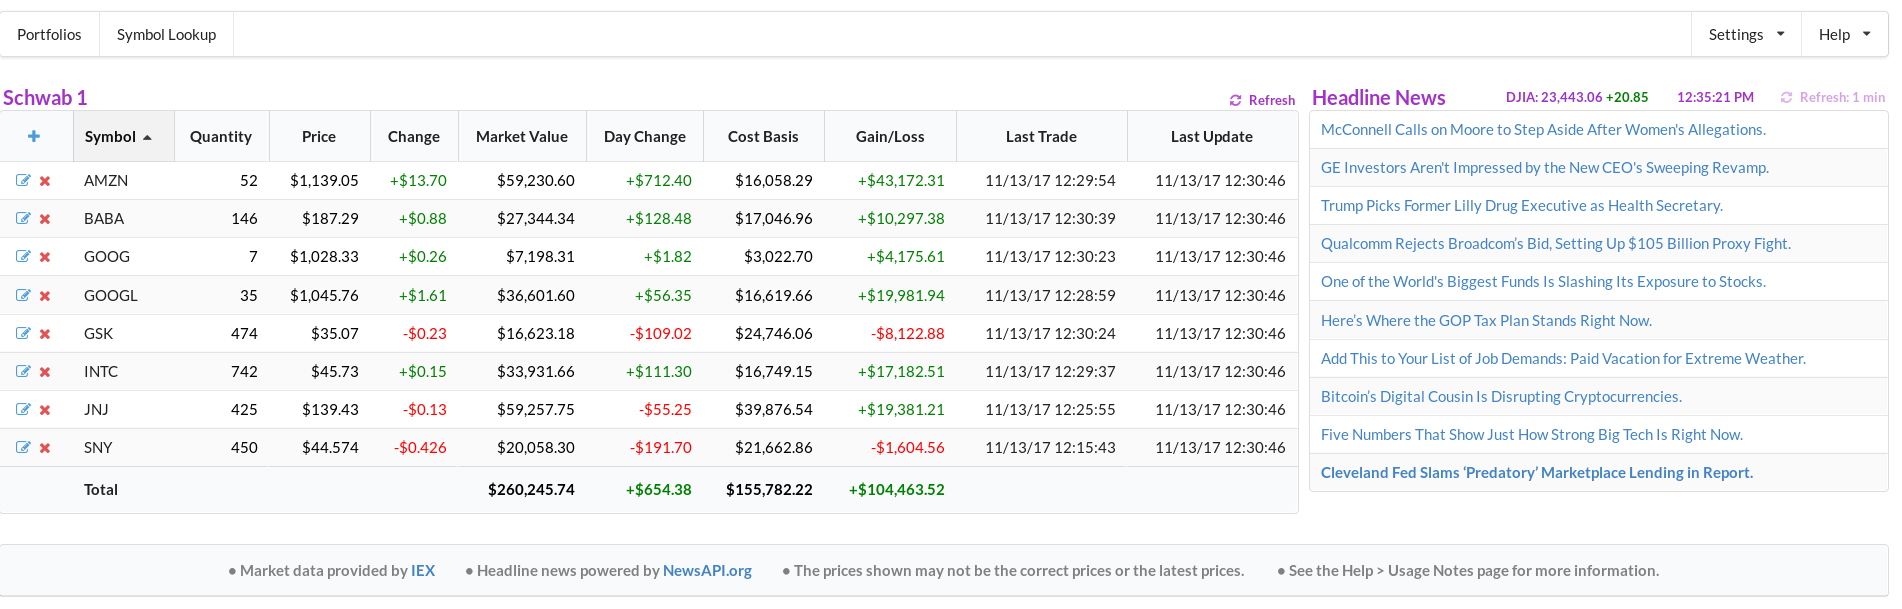 Portfolios Symbol Lookup Settings Help
Schwab 1 Refresh
Symbol Quantity Price Change Market Value Day Change Cost Basis Gain/Loss Last Trade Last Update
AMZN 52 $1,139.05 +$13.70 $59,230.60 +$712.40 $16,058.29 +$43,172.31 11/13/17 12:29:54 11/13/17 12:30:46
BABA 146 $187.29 +$0.88 $27,344.34 +$128.48 $17,046.96 +$10,297.38 11/13/17 12:30:39 11/13/17 12:30:46
GOOG 7 $1,028.33 +$0.26 $7,198.31 +$1.82 $3,022.70 +$4,175.61 11/13/17 12:30:23 11/13/17 12:30:46
GOOGL 35 $1,045.76 +$1.61 $36,601.60 +$56.35 $16,619.66 +$19,981.94 11/13/17 12:28:59 11/13/17 12:30:46
GSK 474 $35.07 -$0.23 $16,623.18 -$109.02 $24,746.06 -$8,122.88 11/13/17 12:30:24 11/13/17 12:30:46
INTC 742 $45.73 +$0.15 $33,931.66 +$111.30 $16,749.15 +$17,182.51 11/13/17 12:29:37 11/13/17 12:30:46
JNJ 425 $139.43 -$0.13 $59,257.75 -$55.25 $39,876.54 +$19,381.21 11/13/17 12:25:55 11/13/17 12:30:46
SNY 450 $44.574 -$0.426 $20,058.30 -$191.70 $21,662.86 -$1,604.56 11/13/17 12:15:43 11/13/17 12:30:46
Total $260,245.74 +$654.38 $155,782.22 +$104,463.52
Headline News DJIA: 23,443.06 +20.85 12:35:21 PM Refresh: 1 min
McConnell Calls on Moore to Step Aside After Women's Allegations.
GE Investors Aren't Impressed by the New CEO's Sweeping Revamp.
Trump Picks Former Lilly Drug Executive as Health Secretary.
Qualcomm Rejects Broadcom’s Bid, Setting Up $105 Billion Proxy Fight.
One of the World's Biggest Funds Is Slashing Its Exposure to Stocks.
Here’s Where the GOP Tax Plan Stands Right Now.
Add This to Your List of Job Demands: Paid Vacation for Extreme Weather.
Bitcoin’s Digital Cousin Is Disrupting Cryptocurrencies.
Five Numbers That Show Just How Strong Big Tech Is Right Now.
Cleveland Fed Slams ‘Predatory’ Marketplace Lending in Report.
● Market data provided by IEX ● Headline news powered by NewsAPI.org ● The prices shown may not be the correct prices or the latest prices. ● See the Help > Usage Notes page for more information.